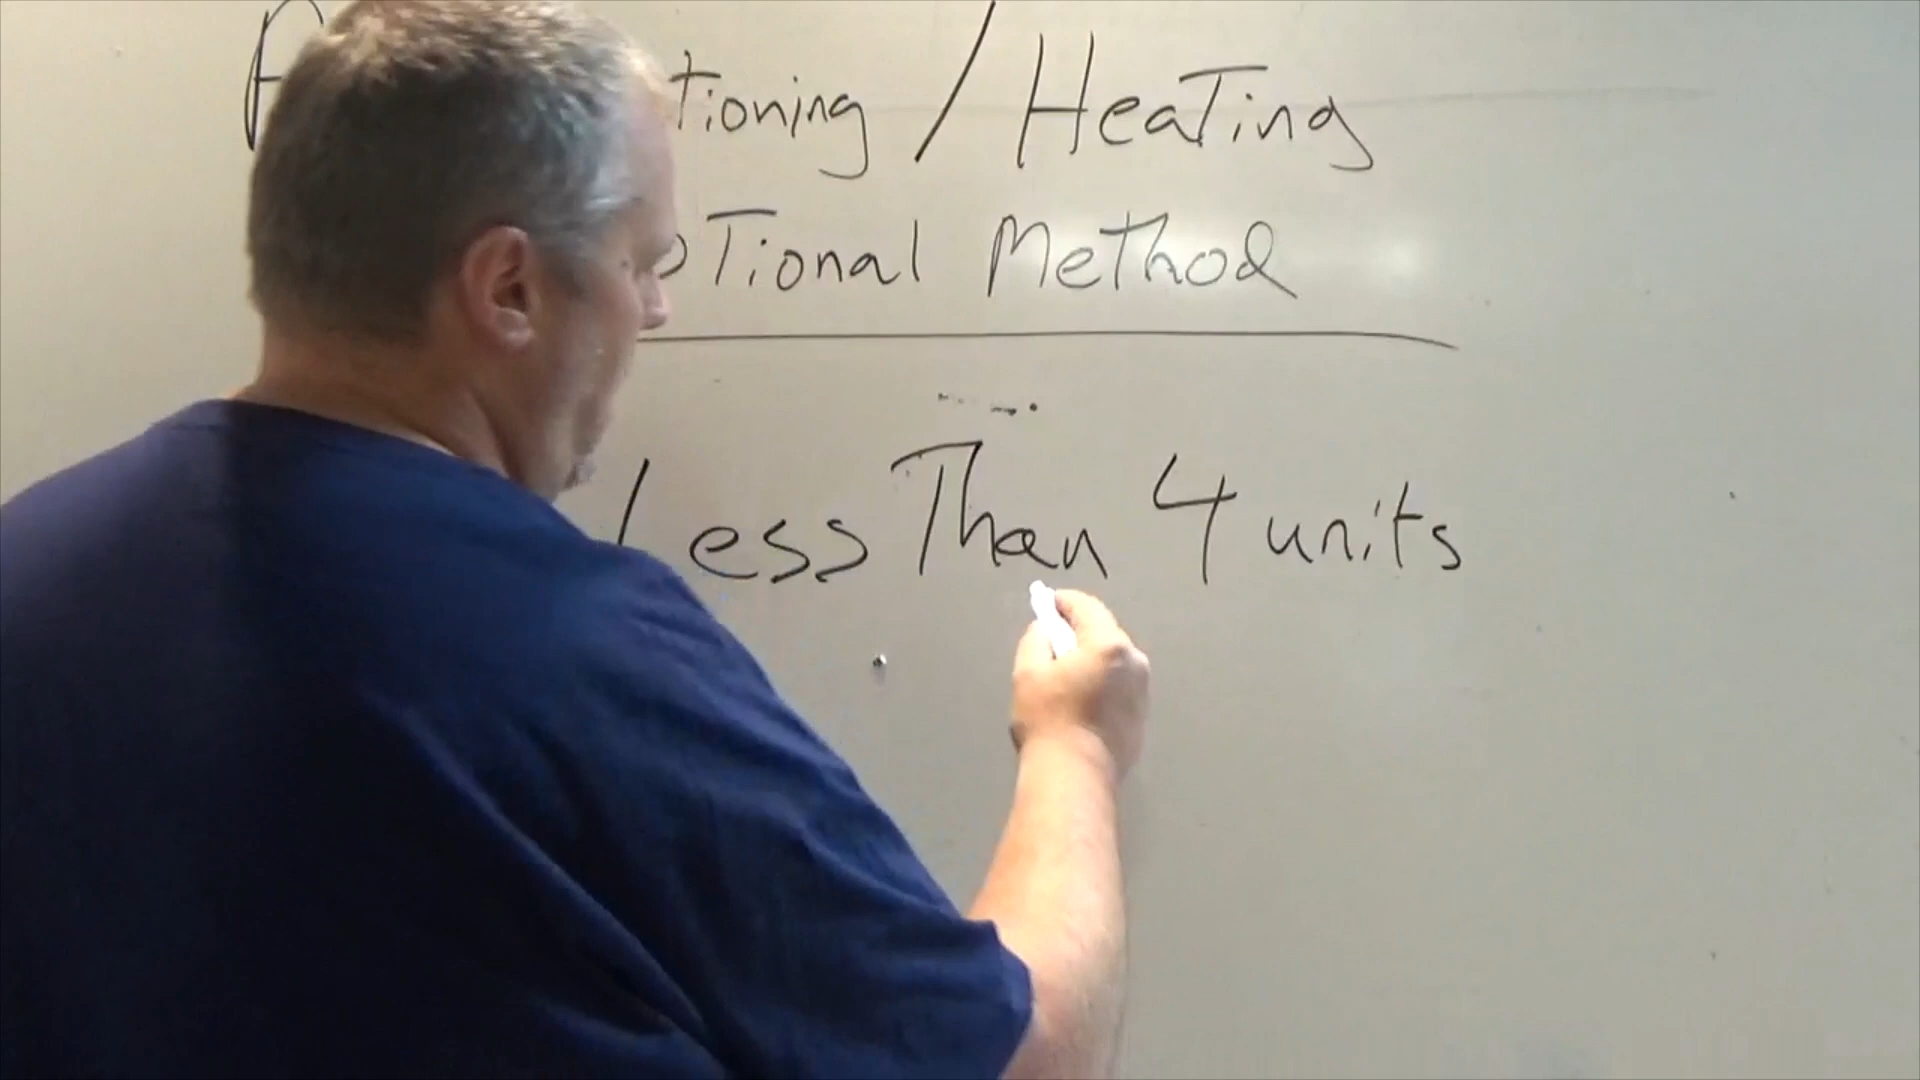 tioning / Heating
Tional Method
Less Than 4 units